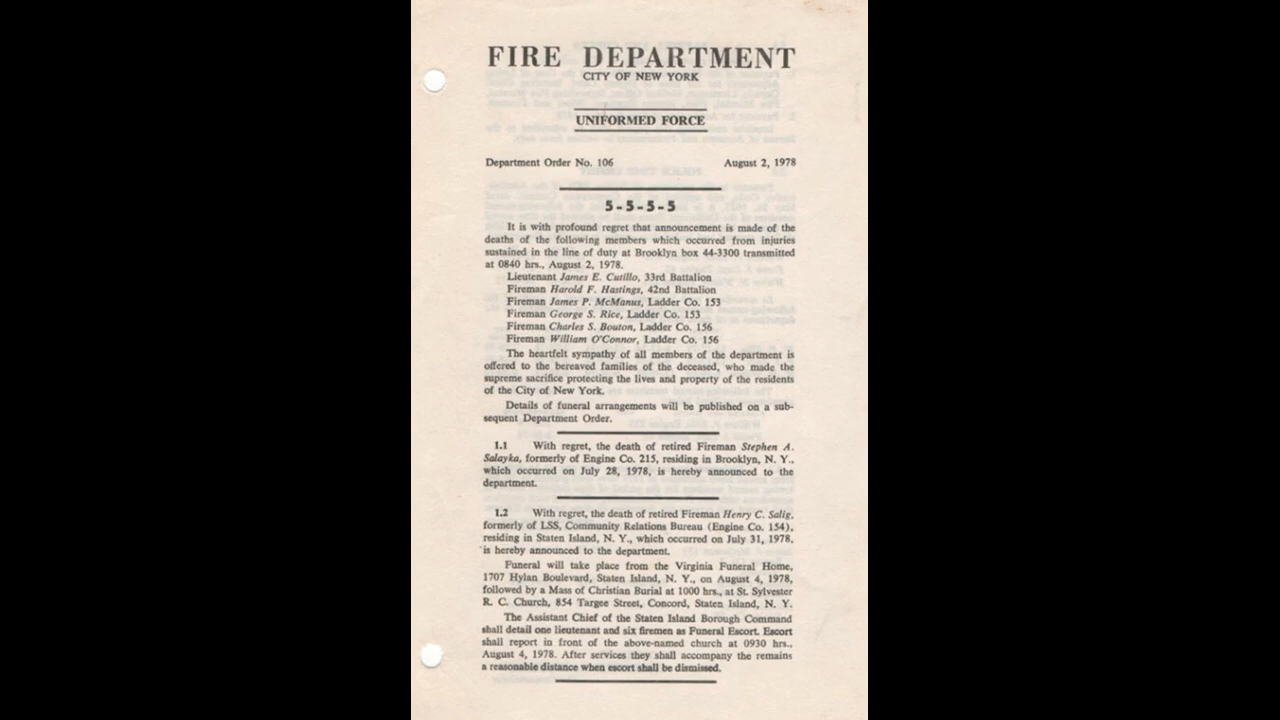 FIRE DEPARTMENT
CITY OF NEW YORK
UNIFORMED FORCE
Department Order No. 106 August 2, 1978
5-5-5-5
It is with profound regret that announcement is made of the
deaths of the following members which occurred from injuries
sustained in the line of duty at Brooklyn box 44-3300 transmitted
at 0840 hrs., August 2, 1978.
Lieutenant James E. Cutillo, 33rd Battalion
Fireman Harold F. Hastings, 42nd Battalion
Fireman James P. McManus, Ladder Co. 153
Fireman George S. Rice, Ladder Co. 153
Fireman Charles S. Bouton, Ladder Co. 156
Fireman William O'Connor, Ladder Co. 156
The heartfelt sympathy of all members of the department is
offered to the bereaved families of the deceased, who made the
supreme sacrifice protecting the lives and property of the residents
of the City of New York.
Details of funeral arrangements will be published on a sub-
sequent Department Order.
1.1 With regret, the death of retired Fireman Stephen A.
Salayka, formerly of Engine Co. 215, residing in Brooklyn, N. Y.,
which occurred on July 28, 1978, is hereby announced to the
department.
1.2 With regret, the death of retired Fireman Henry C. Salig,
formerly of LSS, Community Relations Bureau (Engine Co. 154),
residing in Staten Island, N. Y., which occurred on July 31, 1978,
is hereby announced to the department.
Funeral will take place from the Virginia Funeral Home,
1707 Hylan Boulevard, Staten Island, N. Y., on August 4, 1978,
followed by a Mass of Christian Burial at 1000 hrs., at St. Sylvester
R. C. Church, 854 Targee Street, Concord, Staten Island, N. Y.
The Assistant Chief of the Staten Island Borough Command
shall detail one lieutenant and six firemen as Funeral Escort. Escort
shall report in front of the above-named church at 0930 hrs.,
August 4, 1978. After services they shall accompany the remains
a reasonable distance when escort shall be dismissed.